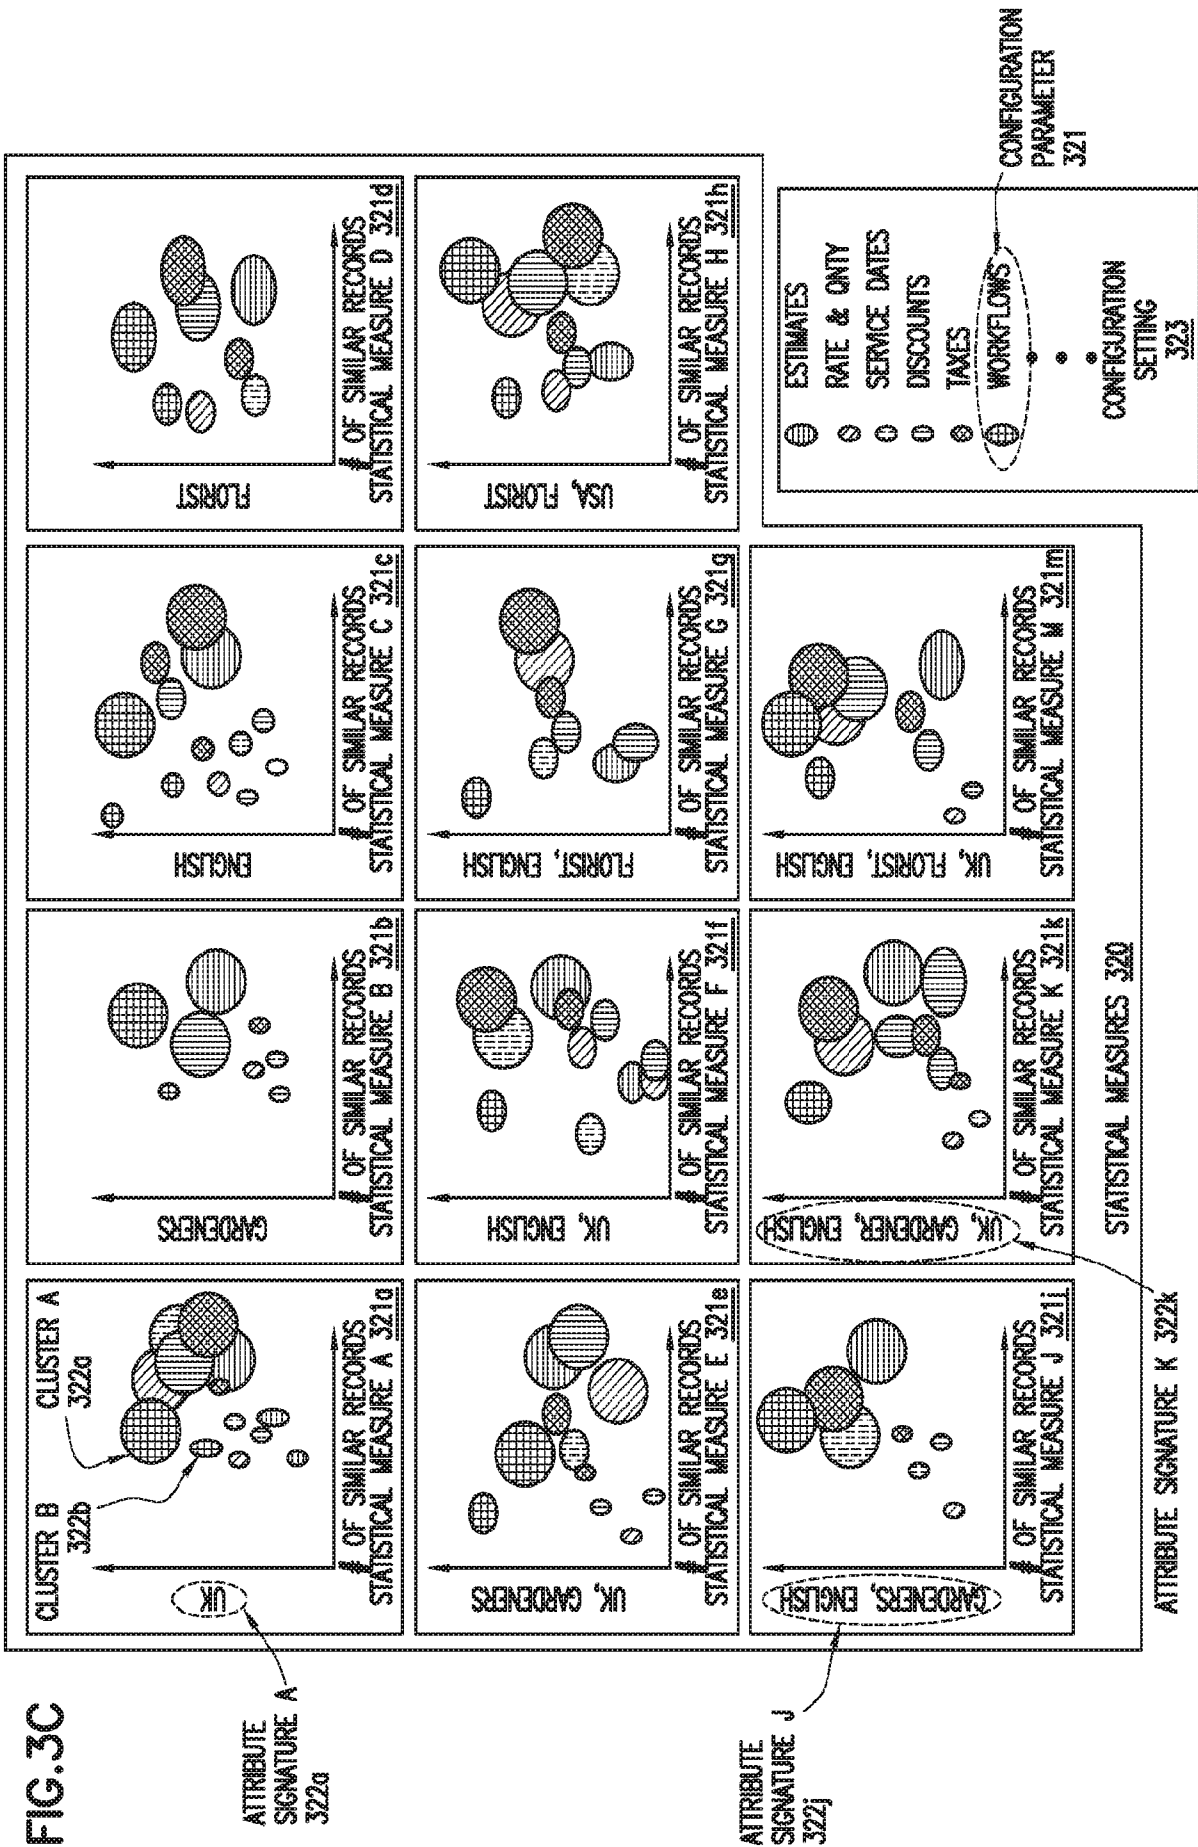 FIG.3C
CLUSTER B
322b
CLUSTER A
322a
ATTRIBUTE
SIGNATURE A
322a
UK
# OF SIMILAR RECORDS
STATISTICAL MEASURE A 321a
GARDENERS
# OF SIMILAR RECORDS
STATISTICAL MEASURE B 321b
ENGLISH
# OF SIMILAR RECORDS
STATISTICAL MEASURE C 321c
FLORIST
# OF SIMILAR RECORDS
STATISTICAL MEASURE D 321d
UK, GARDENERS
# OF SIMILAR RECORDS
STATISTICAL MEASURE E 321e
UK, ENGLISH
# OF SIMILAR RECORDS
STATISTICAL MEASURE F 321f
FLORIST, ENGLISH
# OF SIMILAR RECORDS
STATISTICAL MEASURE G 321g
USA, FLORIST
# OF SIMILAR RECORDS
STATISTICAL MEASURE H 321h
ATTRIBUTE
SIGNATURE J
322j
GARDENERS, ENGLISH
# OF SIMILAR RECORDS
STATISTICAL MEASURE J 321j
UK, GARDENER, ENGLISH
# OF SIMILAR RECORDS
STATISTICAL MEASURE K 321k
UK, FLORIST, ENGLISH
# OF SIMILAR RECORDS
STATISTICAL MEASURE M 321m
ESTIMATES
RATE & QNTY
SERVICE DATES
DISCOUNTS
TAXES
WORKFLOWS
CONFIGURATION
SETTING
323
CONFIGURATION
PARAMETER
321
STATISTICAL MEASURES 320
ATTRIBUTE SIGNATURE K 322k